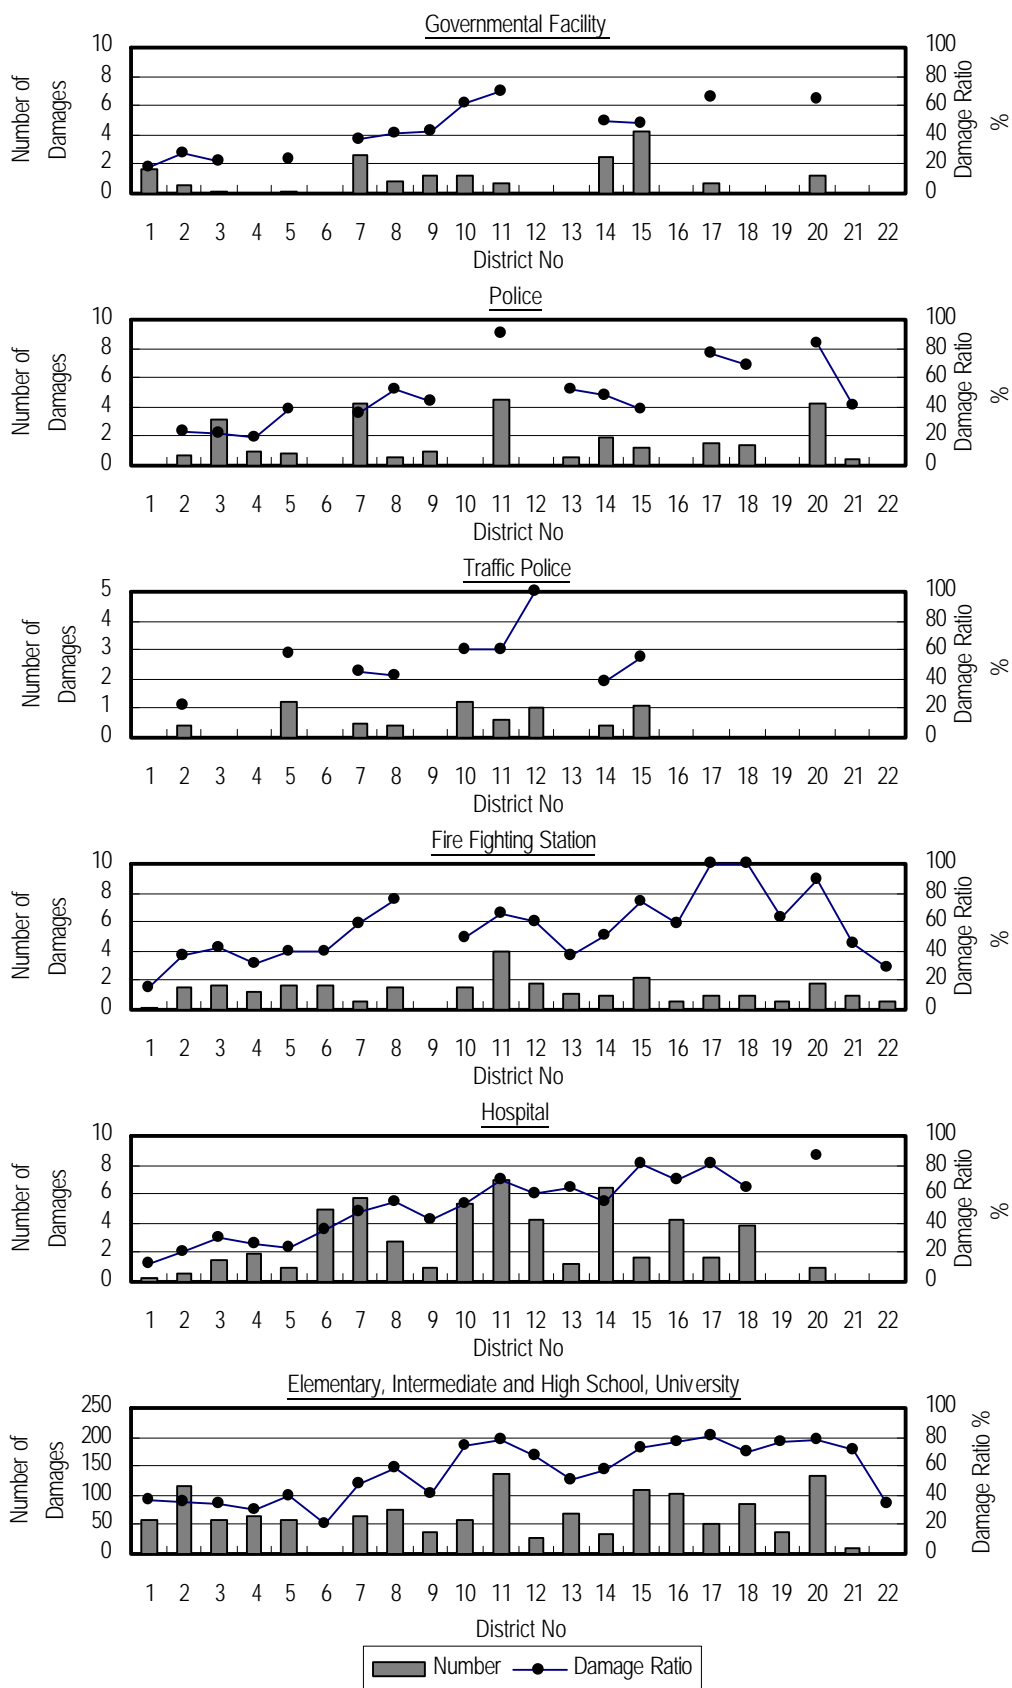 Governmental Facility
10 8 6 4 2 0
Number of
Damages
100 80 60 40 20 0
Damage Ratio
%
1 2 3 4 5 6 7 8 9 10 11 12 13 14 15 16 17 18 19 20 21 22
District No
Police
10 8 6 4 2 0
Number of
Damages
100 80 60 40 20 0
Damage Ratio
%
1 2 3 4 5 6 7 8 9 10 11 12 13 14 15 16 17 18 19 20 21 22
District No
Traffic Police
5 4 3 2 1 0
Number of
Damages
100 80 60 40 20 0
Damage Ratio
%
1 2 3 4 5 6 7 8 9 10 11 12 13 14 15 16 17 18 19 20 21 22
District No
Fire Fighting Station
10 8 6 4 2 0
Number of
Damages
100 80 60 40 20 0
Damage Ratio
%
1 2 3 4 5 6 7 8 9 10 11 12 13 14 15 16 17 18 19 20 21 22
District No
Hospital
10 8 6 4 2 0
Number of
Damages
100 80 60 40 20 0
Damage Ratio
%
1 2 3 4 5 6 7 8 9 10 11 12 13 14 15 16 17 18 19 20 21 22
District No
Elementary, Intermediate and High School, University
250 200 150 100 50 0
Number of
Damages
100 80 60 40 20 0
Damage Ratio %
1 2 3 4 5 6 7 8 9 10 11 12 13 14 15 16 17 18 19 20 21 22
District No
Number Damage Ratio